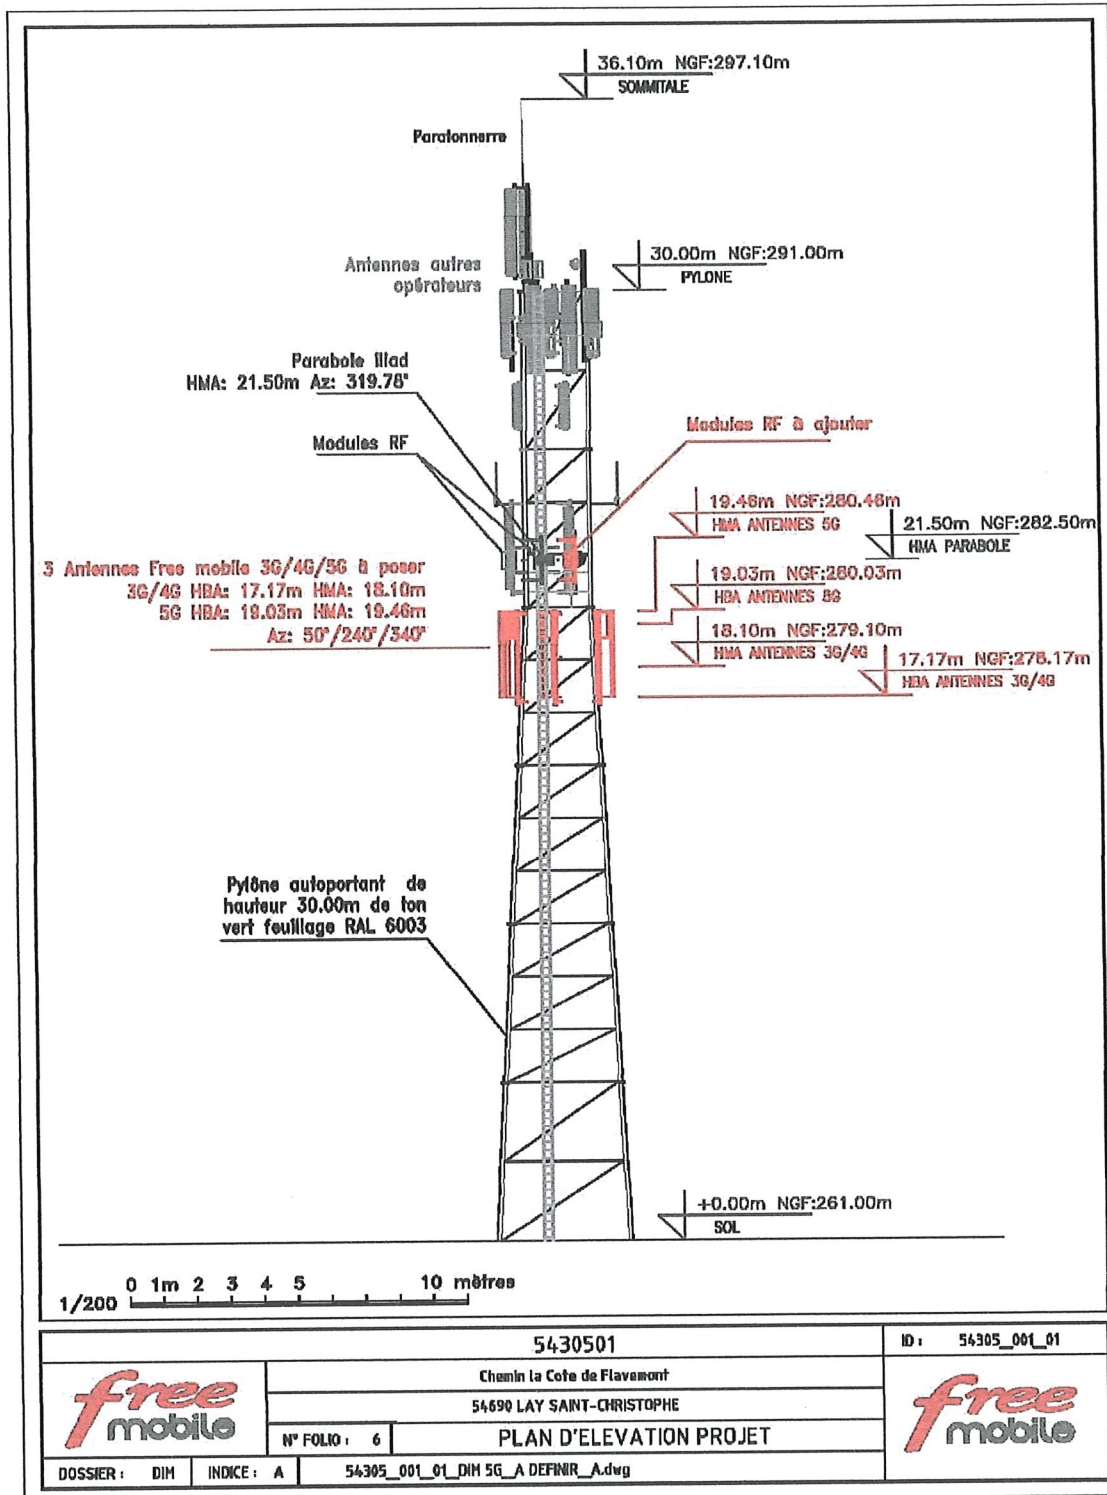 36.10m NGF:297.10m
SOMMITALE
Paratonnerre
30.00m NGF:291.00m
PYLONE
Antennes autres
opérateurs
Parabole Iliad
HMA: 21.50m Az: 319.78°
Modules RF
Modules RF à ajouter
19.46m NGF:280.46m
HMA ANTENNES 5G
21.50m NGF:282.50m
HMA PARABOLE
3 Antennes Free mobile 3G/4G/5G à poser
3G/4G HBA: 17.17m HMA: 18.10m
5G HBA: 19.03m HMA: 19.46m
Az: 50°/240°/340°
19.03m NGF:280.03m
HBA ANTENNES 5G
18.10m NGF:279.10m
HMA ANTENNES 3G/4G
17.17m NGF:278.17m
HBA ANTENNES 3G/4G
Pylône autoportant de
hauteur 30.00m de ton
vert feuillage RAL 6003
+0.00m NGF:261.00m
SOL
0 1m 2 3 4 5 10 mètres
1/200
5430501
ID : 54305_001_01
Chemin la Cote de Flavemont
54690 LAY SAINT-CHRISTOPHE
free
mobile
N° FOLIO : 6
PLAN D'ELEVATION PROJET
free
mobile
DOSSIER : DIM
INDICE : A
54305_001_01_DIM 5G_A DEFINIR_A.dwg